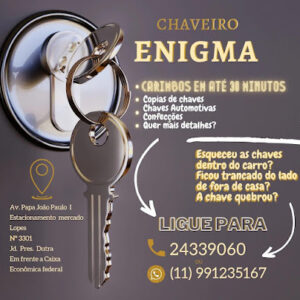 CHAVEIRO
ENIGMA
• CARIMBOS EM ATÉ 30 MINUTOS
• Copias de chaves
• Chaves Automotivas
• Confecções
• Quer mais detalhes?
Esqueceu as chaves
dentro do carro?
Ficou trancado do lado
de fora de casa?
A chave quebrou?
Av. Papa João Paulo I
Estacionamento mercado
Lopes
Nº 3301
Jd. Pres. Dutra
Em frente a Caixa
Econômica federal
LIGUE PARA
24339060
OU
(11) 991235167